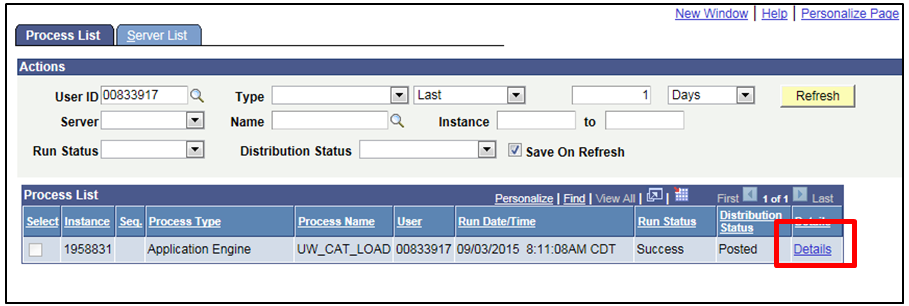 New Window | Help | Personalize Page
Process List Server List
Actions
User ID 00833917 Type Last 1 Days Refresh
Server Name Instance to
Run Status Distribution Status Save On Refresh
Process List Personalize | Find | View All | | First 1 of 1 Last
Select Instance Seq. Process Type Process Name User Run Date/Time Run Status Distribution Status Details
1958831 Application Engine UW_CAT_LOAD 00833917 09/03/2015 8:11:08AM CDT Success Posted Details